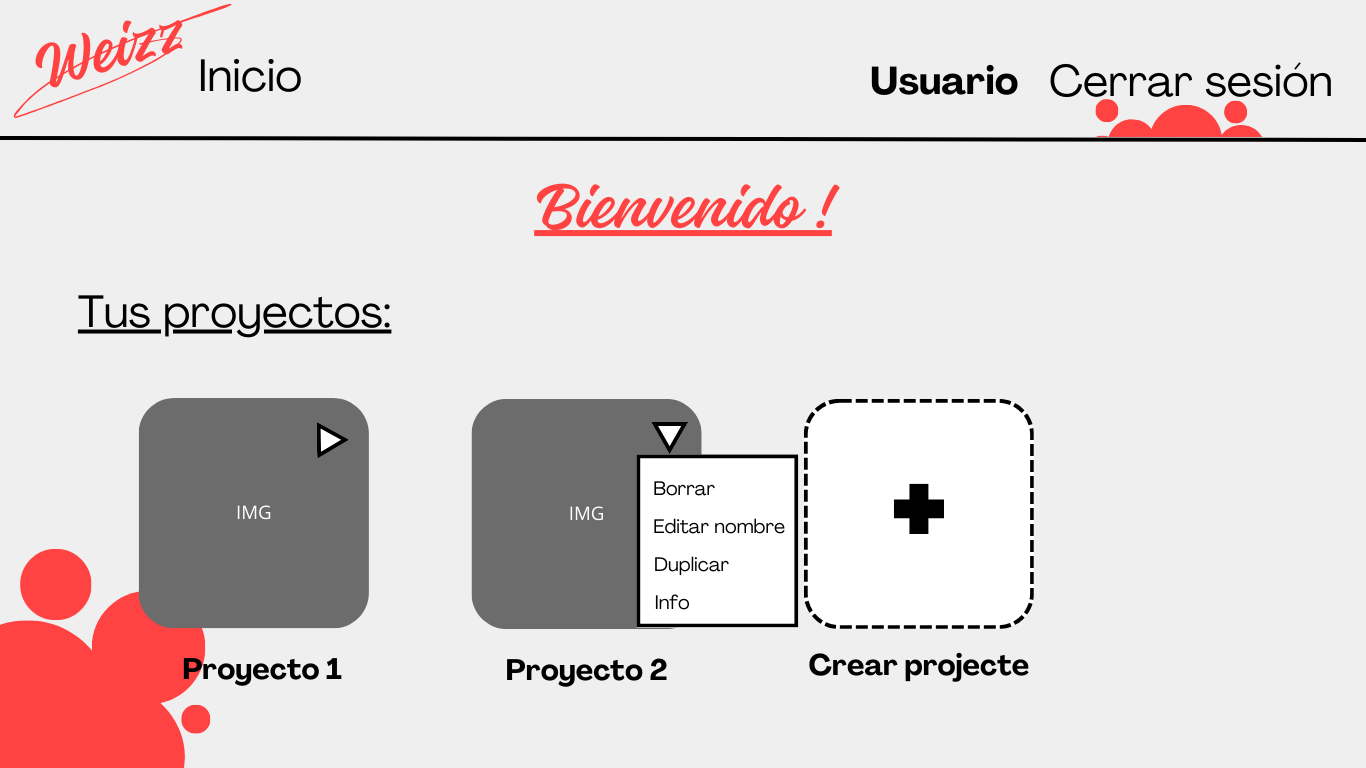 Weizz
Inicio
Usuario
Cerrar sesión
Bienvenido !
Tus proyectos:
IMG
IMG
Borrar
Editar nombre
Duplicar
Info
Proyecto 1
Proyecto 2
Crear projecte